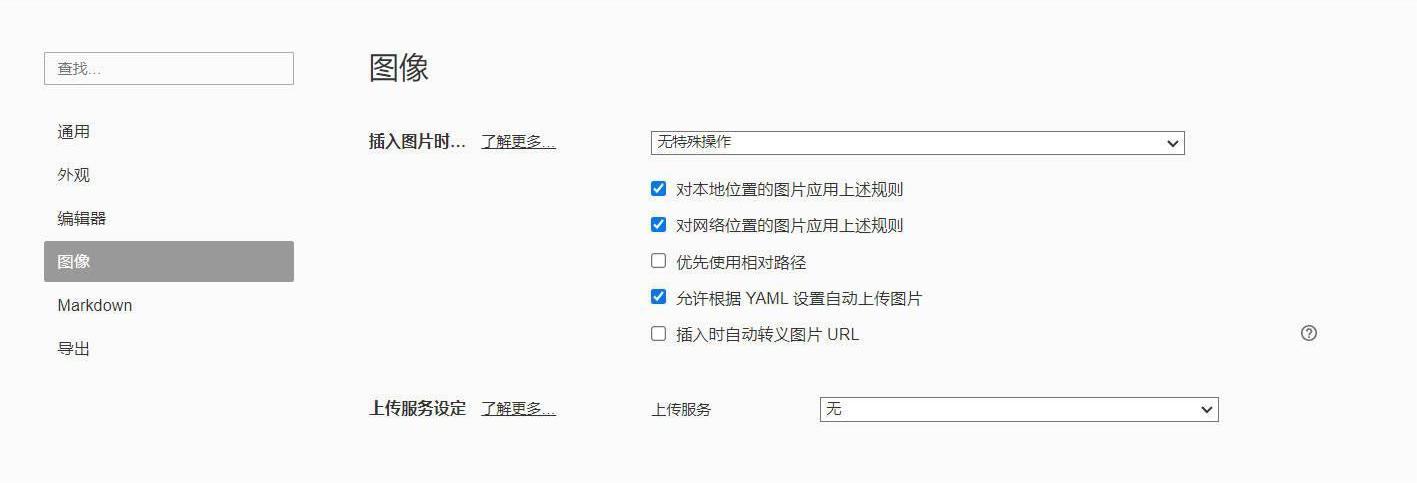 查找...
通用
外观
编辑器
图像
Markdown
导出
图像
插入图片时... 了解更多... 无特殊操作
对本地位置的图片应用上述规则
对网络位置的图片应用上述规则
优先使用相对路径
允许根据 YAML 设置自动上传图片
插入时自动转义图片 URL
上传服务设定 了解更多... 上传服务 无